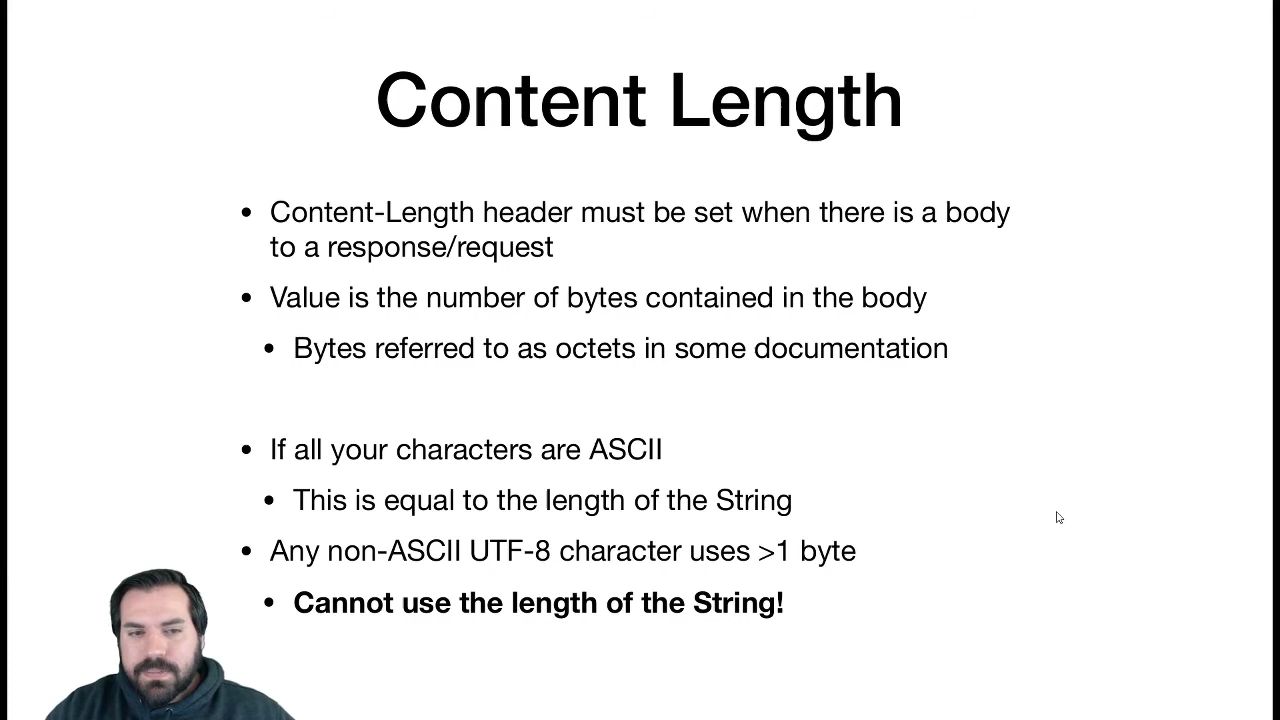 Content Length
• Content-Length header must be set when there is a body
to a response/request
• Value is the number of bytes contained in the body
• Bytes referred to as octets in some documentation
• If all your characters are ASCII
• This is equal to the length of the String
• Any non-ASCII UTF-8 character uses >1 byte
• Cannot use the length of the String!